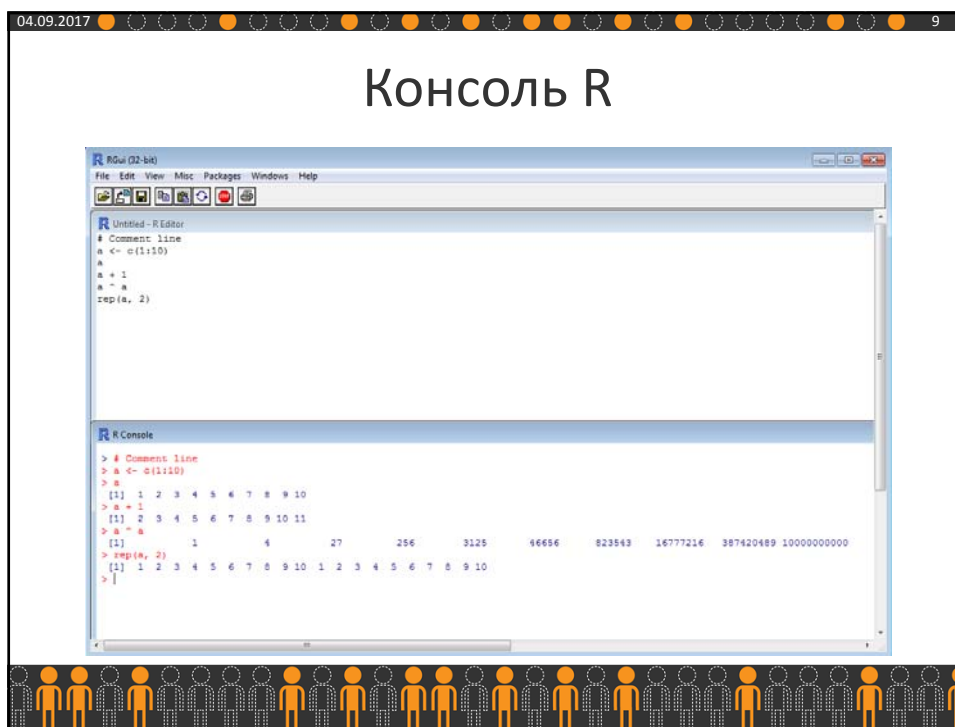 04.09.2017 9
Консоль R
RGui (32-bit)
File Edit View Misc Packages Windows Help
STOP
Untitled - R Editor
# Comment line
a <- c(1:10)
a
a + 1
a ^ a
rep(a, 2)
R Console
> # Comment line
> a <- c(1:10)
> a
[1] 1 2 3 4 5 6 7 8 9 10
> a + 1
[1] 2 3 4 5 6 7 8 9 10 11
> a ^ a
[1] 1 4 27 256 3125 46656 823543 16777216 387420489 10000000000
> rep(a, 2)
[1] 1 2 3 4 5 6 7 8 9 10 1 2 3 4 5 6 7 8 9 10
>